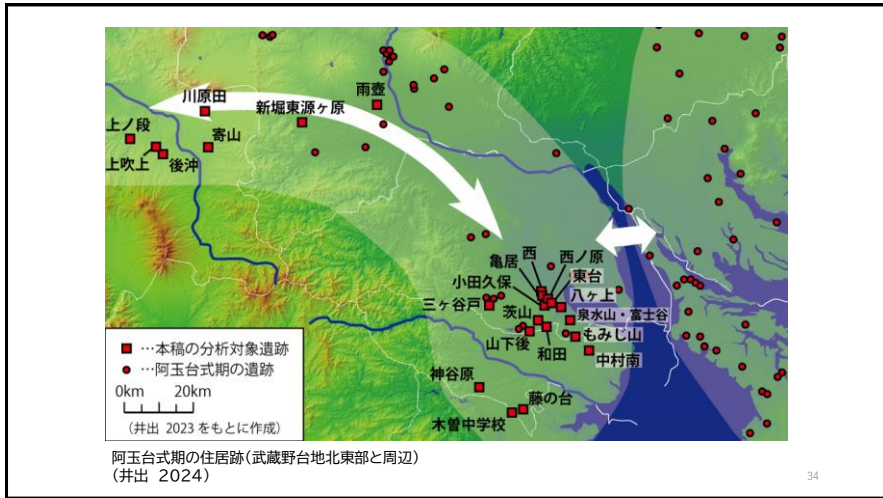 川原田
雨壺
新堀東源ヶ原
上ノ段
寄山
上吹上
後沖
西
西ノ原
亀居
東台
小田久保
八ヶ上
三ヶ谷戸
茨山
泉水山・富士谷
もみじ山
山下後
和田
中村南
神谷原
藤の台
木曽中学校
■ …本稿の分析対象遺跡
● …阿玉台式期の遺跡
0km 20km
(井出 2023 をもとに作成)
阿玉台式期の住居跡(武蔵野台地北東部と周辺)
(井出 2024)
34